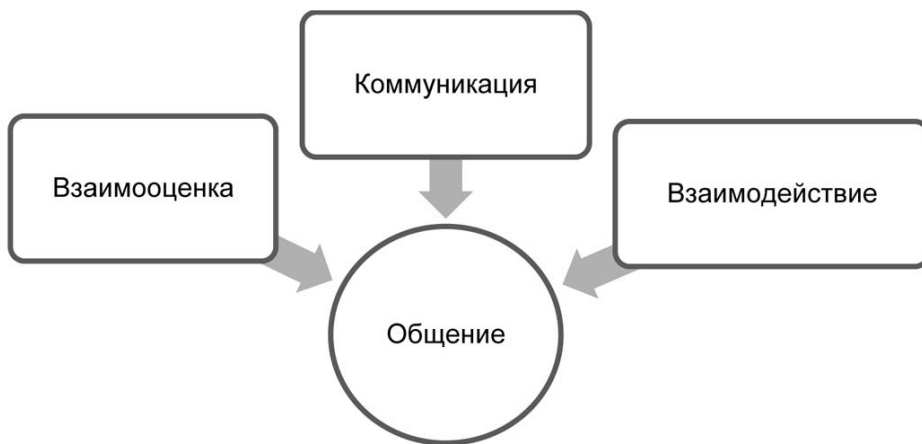 Коммуникация
Взаимооценка
Взаимодействие
Общение